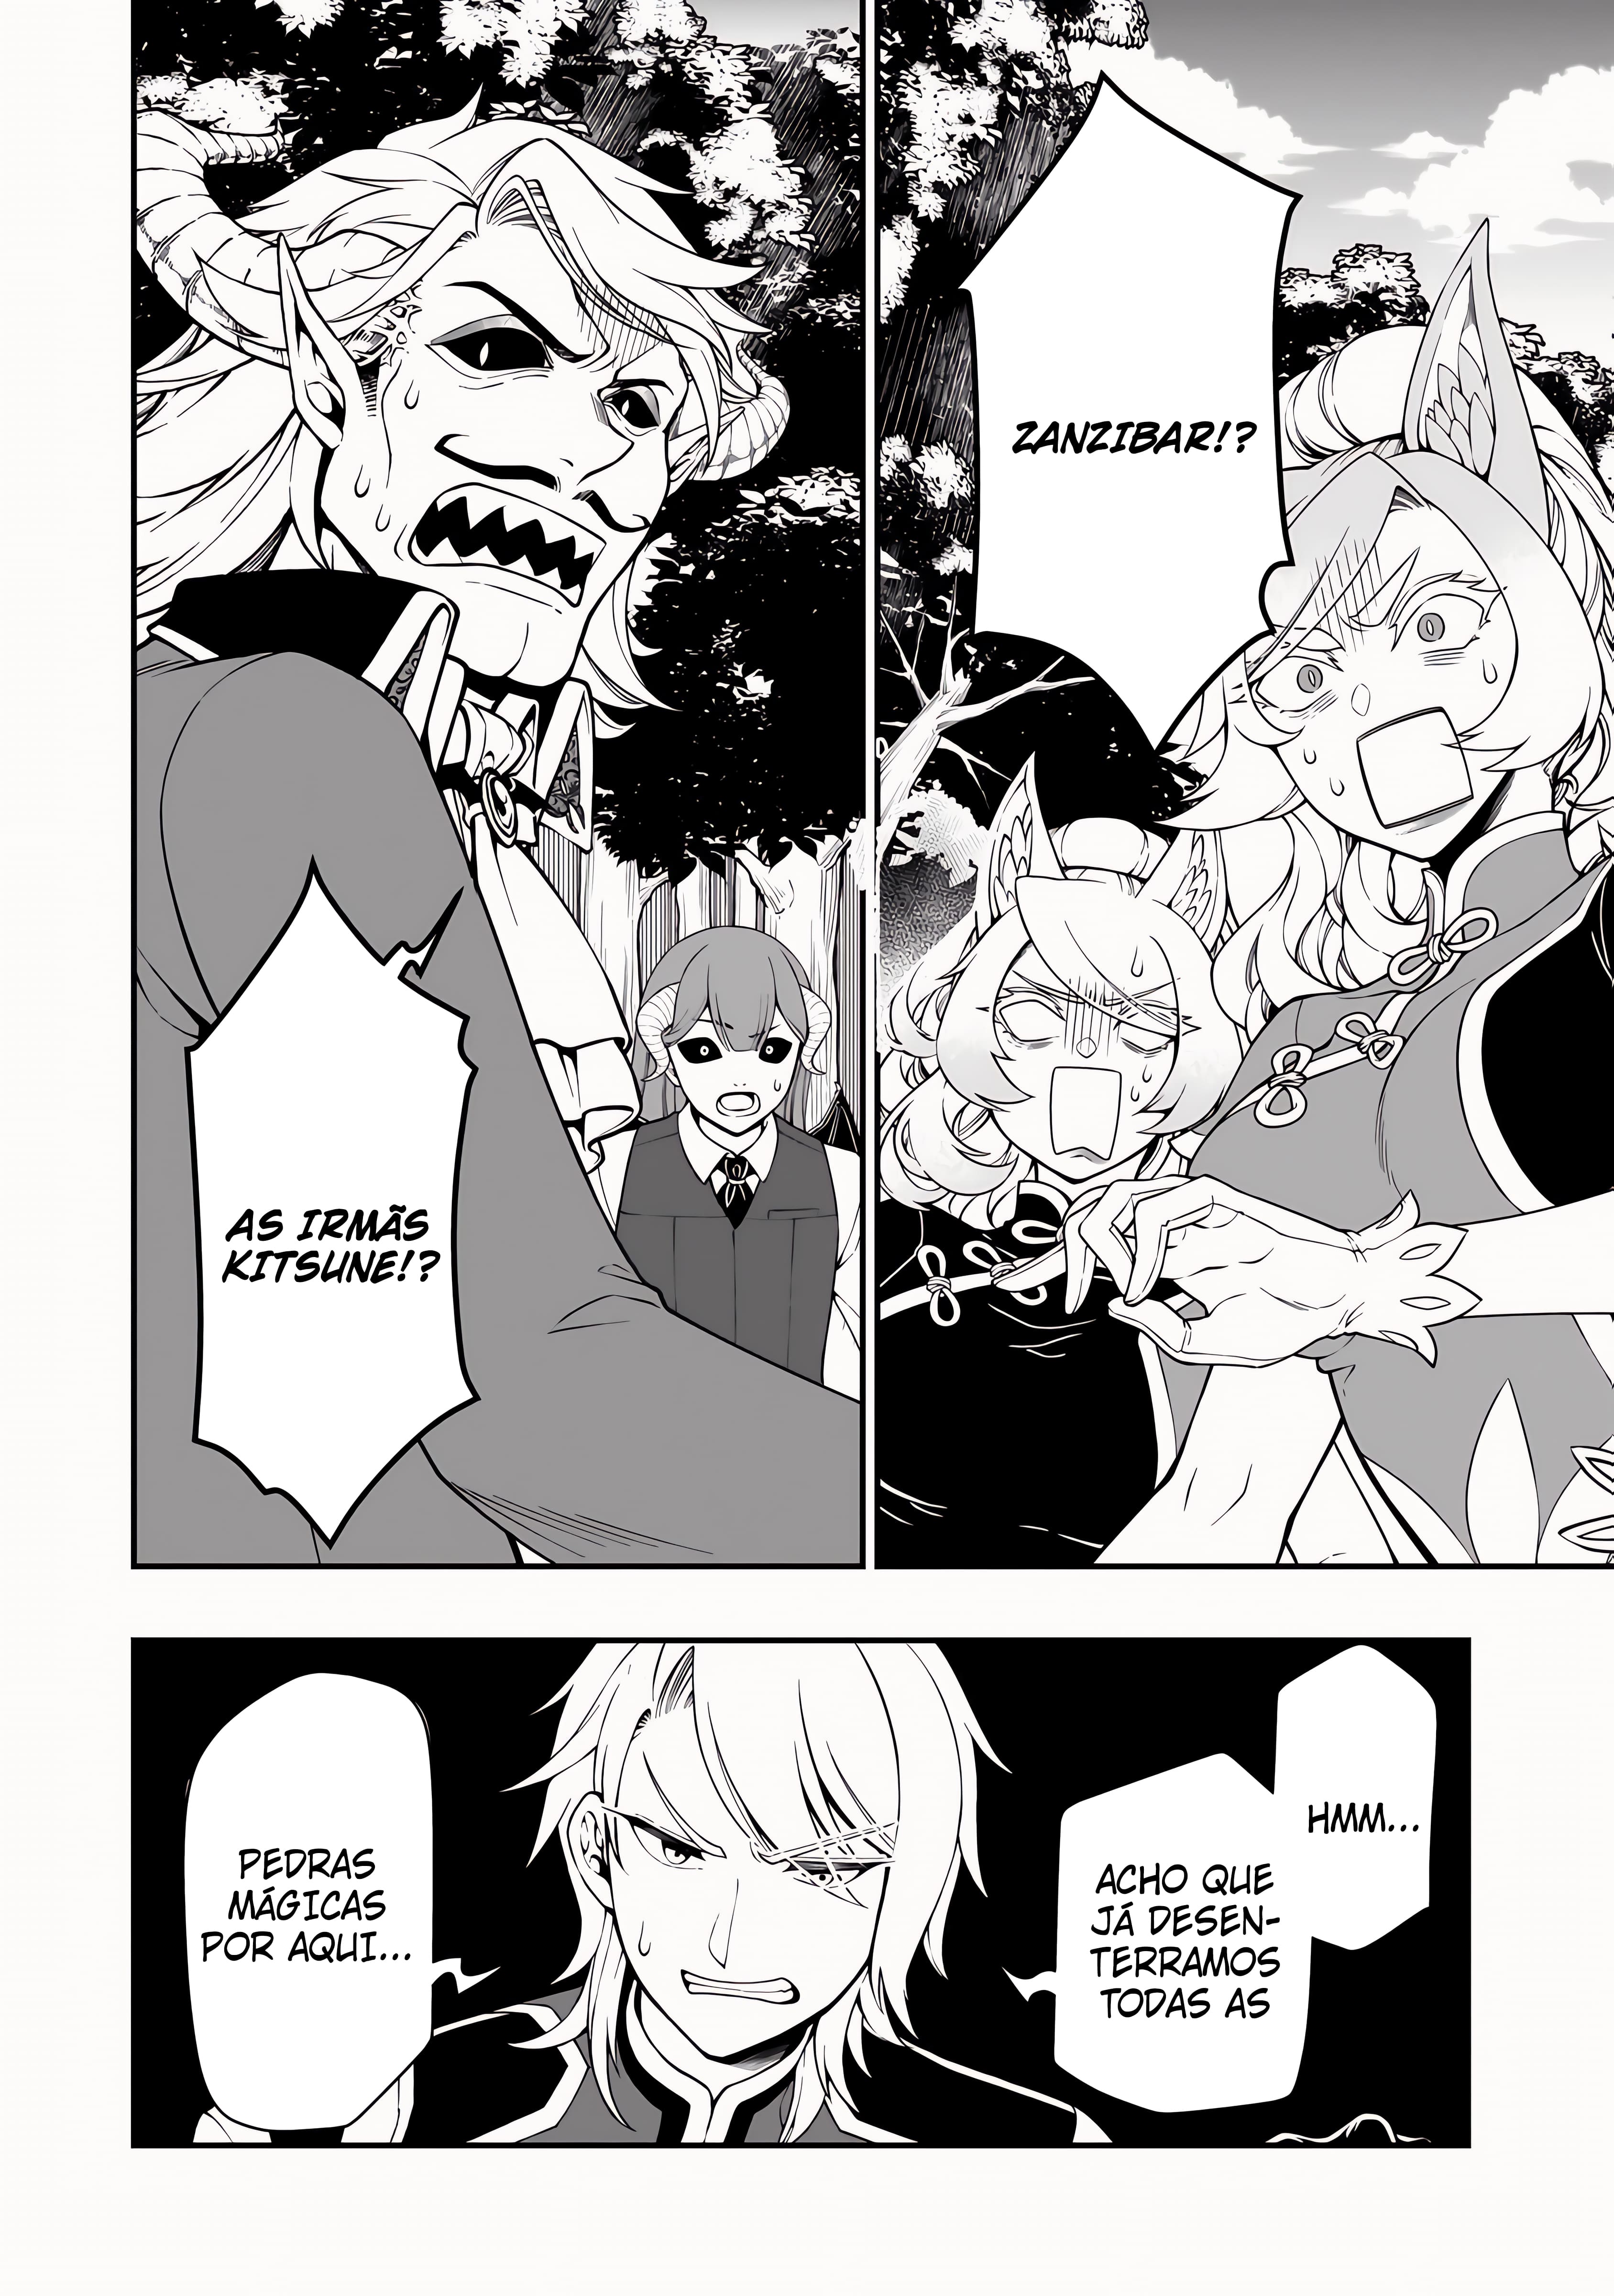 ZANZIBAR!?
AS IRMÃS
KITSUNE!?
HMM...
ACHO QUE
JÁ DESEN-
TERRAMOS
TODAS AS
PEDRAS
MÁGICAS
POR AQUI...